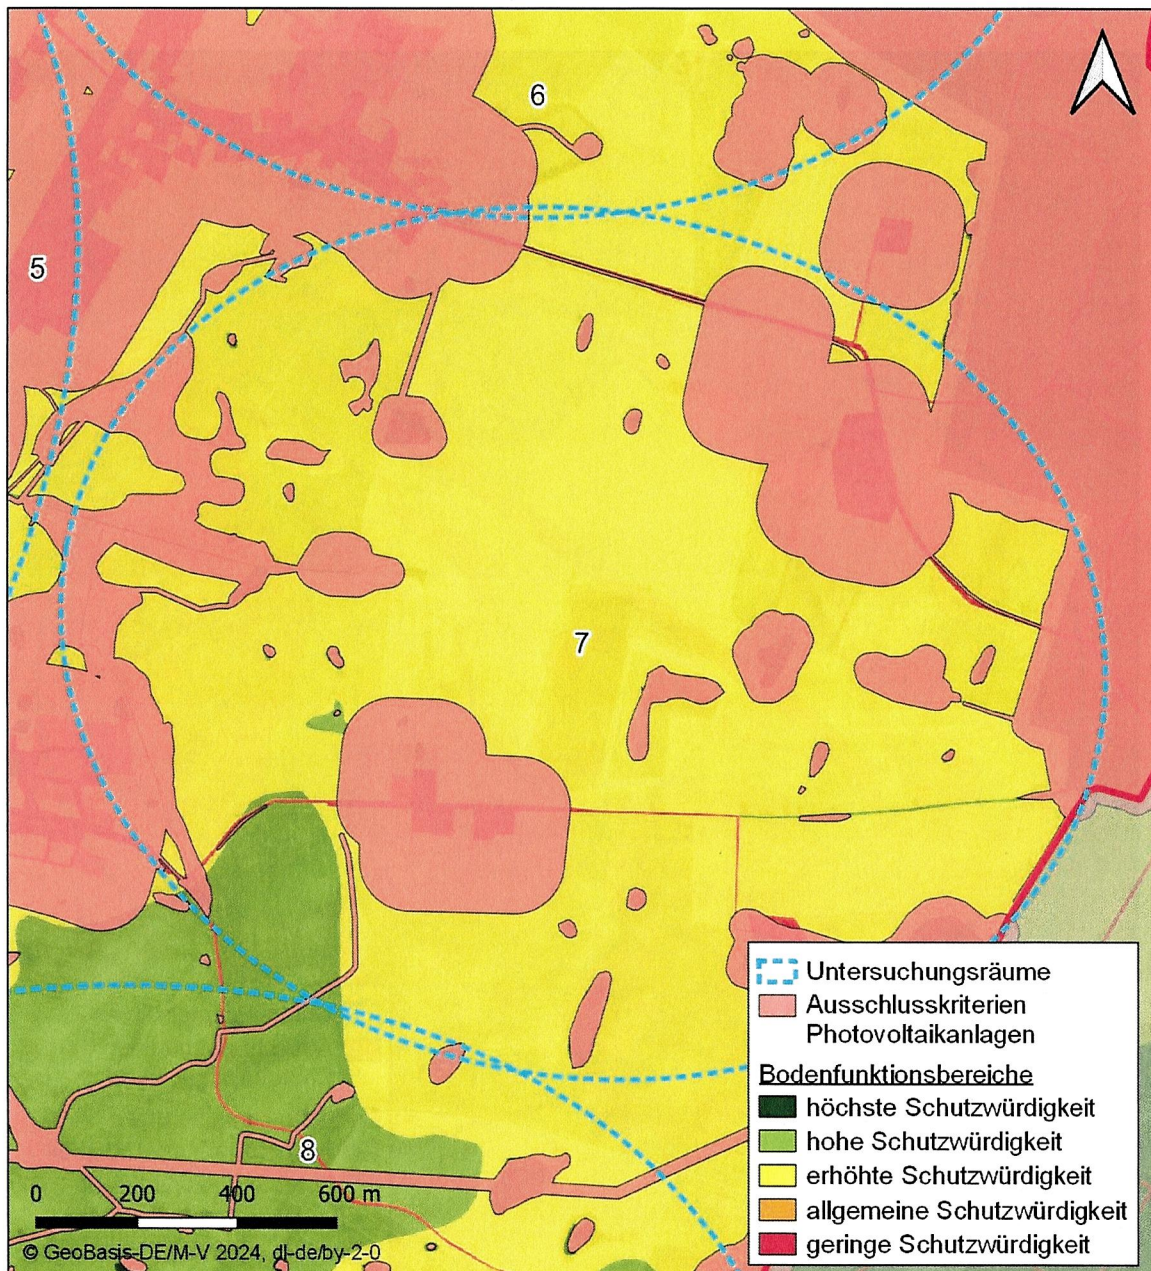 6
5
7
8
Untersuchungsräume
Ausschlusskriterien
Photovoltaikanlagen
Bodenfunktionsbereiche
höchste Schutzwürdigkeit
hohe Schutzwürdigkeit
erhöhte Schutzwürdigkeit
allgemeine Schutzwürdigkeit
geringe Schutzwürdigkeit
0 200 400 600 m
© GeoBasis-DE/M-V 2024, dl-de/by-2-0